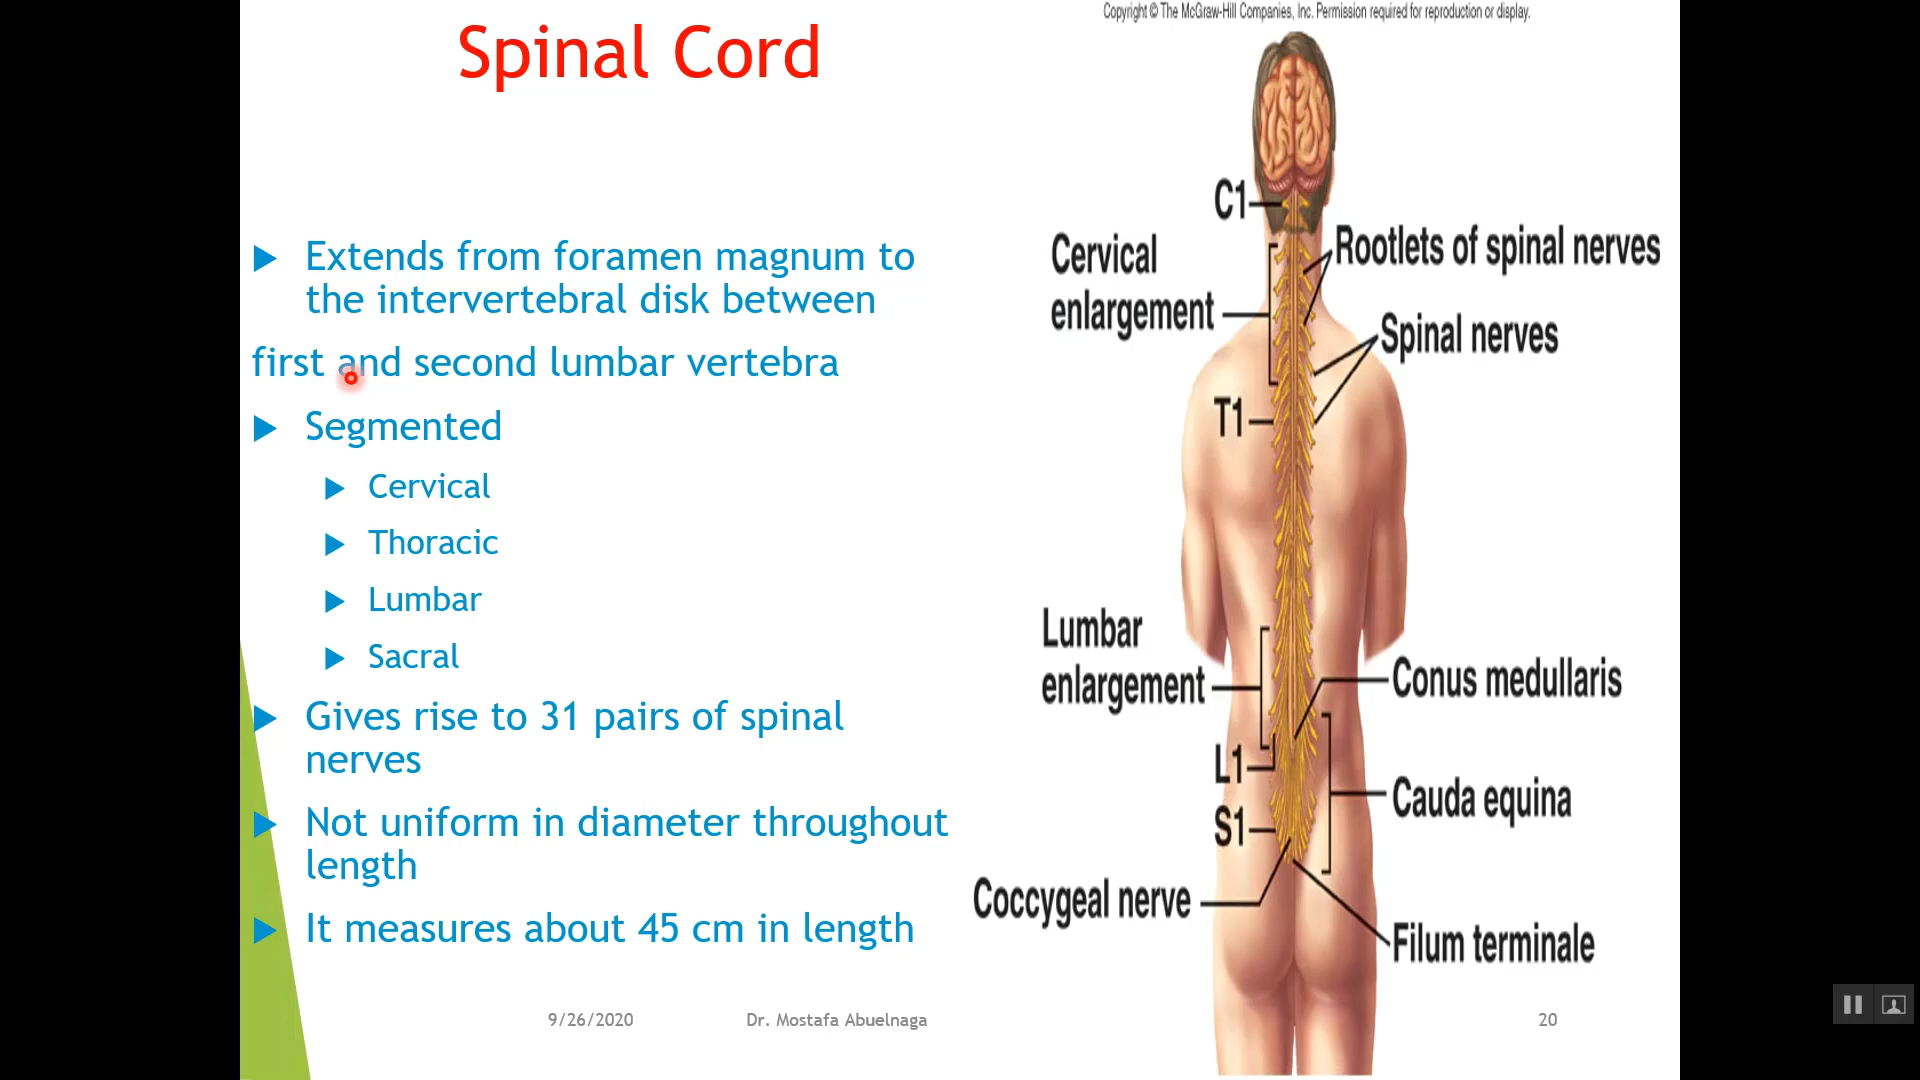 Spinal Cord
Extends from foramen magnum to
the intervertebral disk between
first and second lumbar vertebra
Segmented
Cervical
Thoracic
Lumbar
Sacral
Gives rise to 31 pairs of spinal
nerves
Not uniform in diameter throughout
length
It measures about 45 cm in length
Copyright © The McGraw-Hill Companies, Inc. Permission required for reproduction or display.
C1
Cervical
enlargement
Rootlets of spinal nerves
Spinal nerves
T1
Lumbar
enlargement
Conus medullaris
L1
S1
Cauda equina
Coccygeal nerve
Filum terminale
9/26/2020
Dr. Mostafa Abuelnaga
20